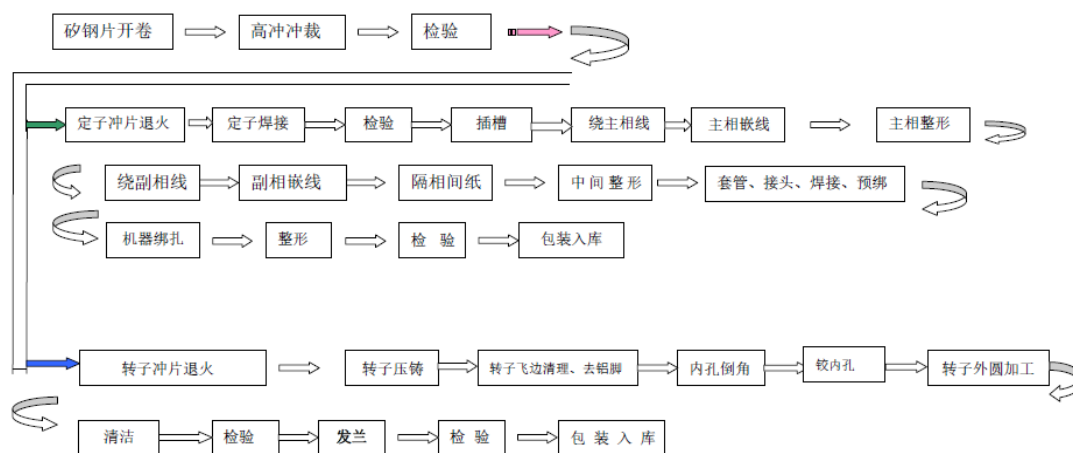 矽钢片开卷 高冲冲裁 检验
定子冲片退火 定子焊接 检验 插槽 绕主相线 主相嵌线 主相整形
绕副相线 副相嵌线 隔相间纸 中间整形 套管、接头、焊接、预绑
机器绑扎 整形 检 验 包装入库
转子冲片退火 转子压铸 转子飞边清理、去铝脚 内孔倒角 铰内孔 转子外圆加工
清洁 检验 发兰 检 验 包 装 入 库